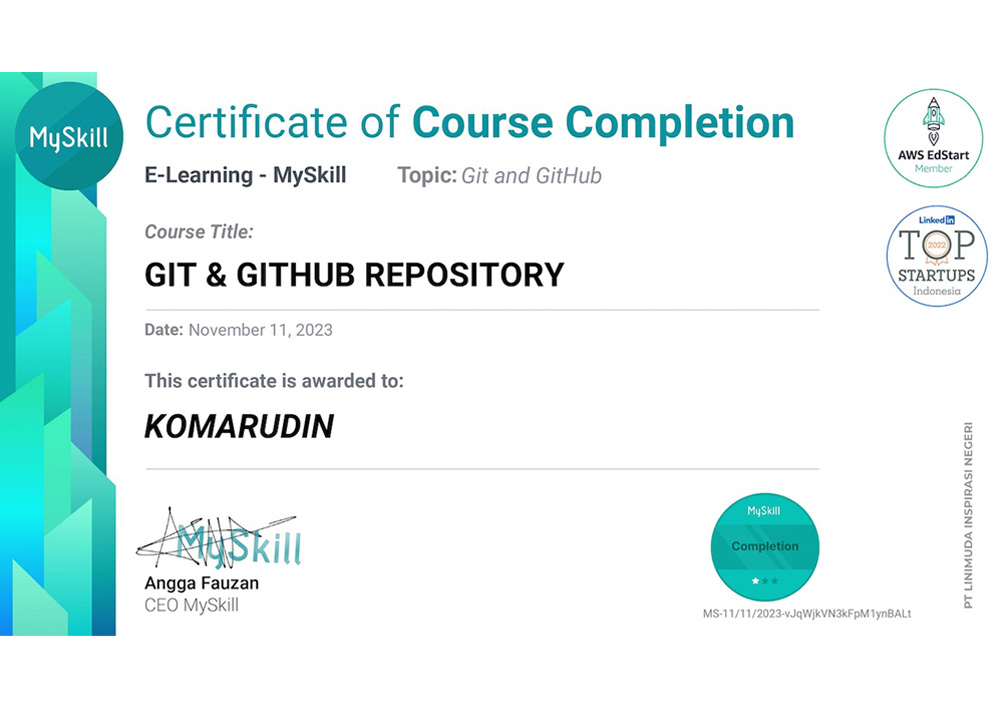 MySkill
Certificate of Course Completion
E-Learning - MySkill Topic: Git and GitHub
Course Title:
GIT & GITHUB REPOSITORY
Date: November 11, 2023
This certificate is awarded to:
KOMARUDIN
MySkill
Angga Fauzan
CEO MySkill
MySkill
Completion
MS-11/11/2023-vJqWjkVN3kFpM1ynBALt
AWS EdStart
Member
Linked in
TOP
2022
STARTUPS
Indonesia
PT LINIMUDA INSPIRASI NEGERI